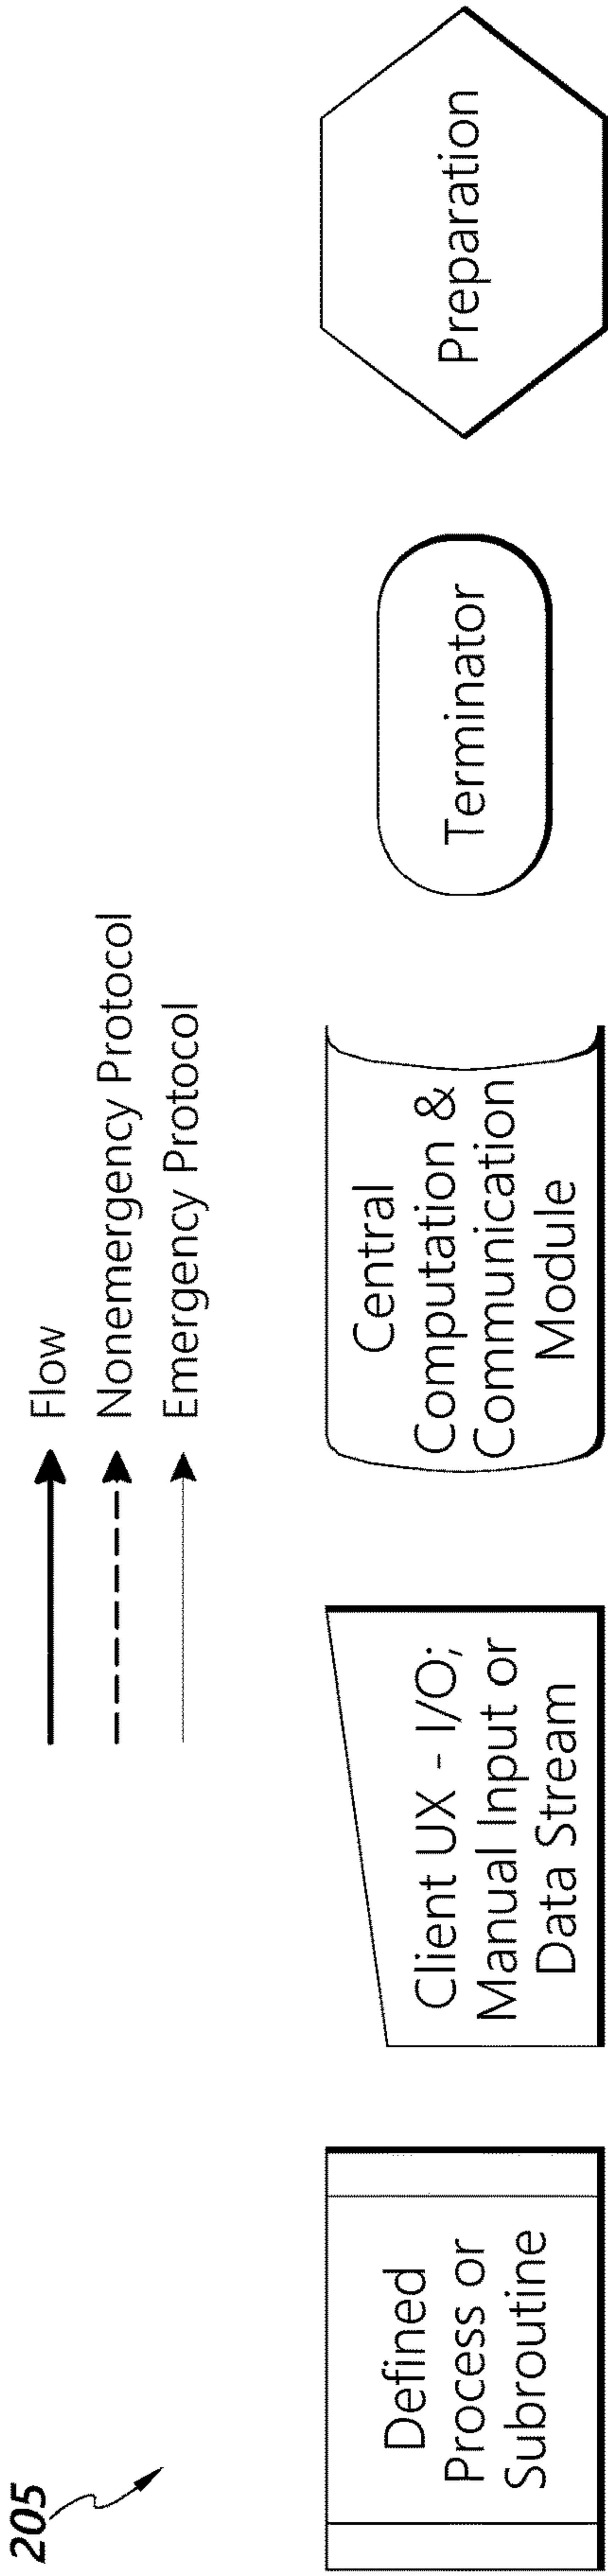 205
Flow
Nonemergency Protocol
Emergency Protocol
Defined
Process or
Subroutine
Client UX - I/O;
Manual Input or
Data Stream
Central
Computation &
Communication
Module
Terminator
Preparation